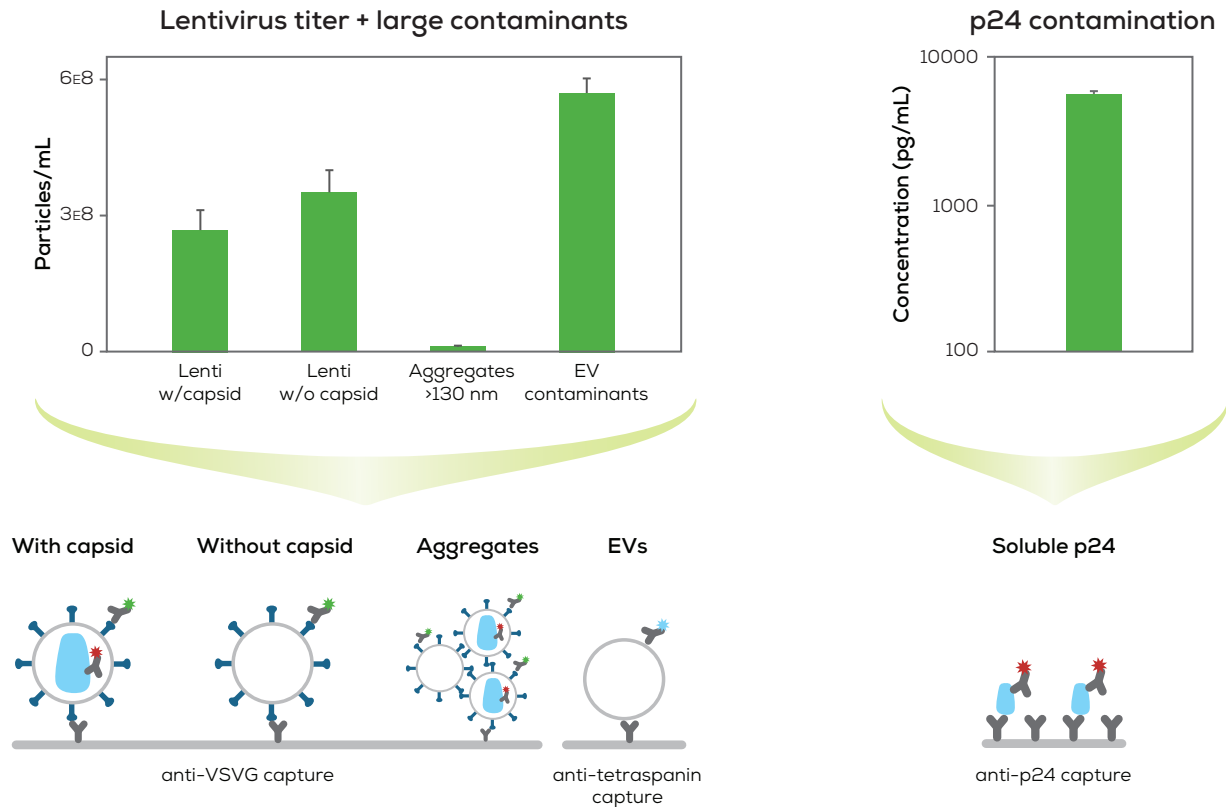 Lentivirus titer + large contaminants
Particles/mL
6E8
3E8
0
Lenti
w/capsid
Lenti
w/o capsid
Aggregates
>130 nm
EV
contaminants
p24 contamination
Concentration (pg/mL)
10000
1000
100
With capsid
Without capsid
Aggregates
EVs
Soluble p24
anti-VSVG capture
anti-tetraspanin
capture
anti-p24 capture